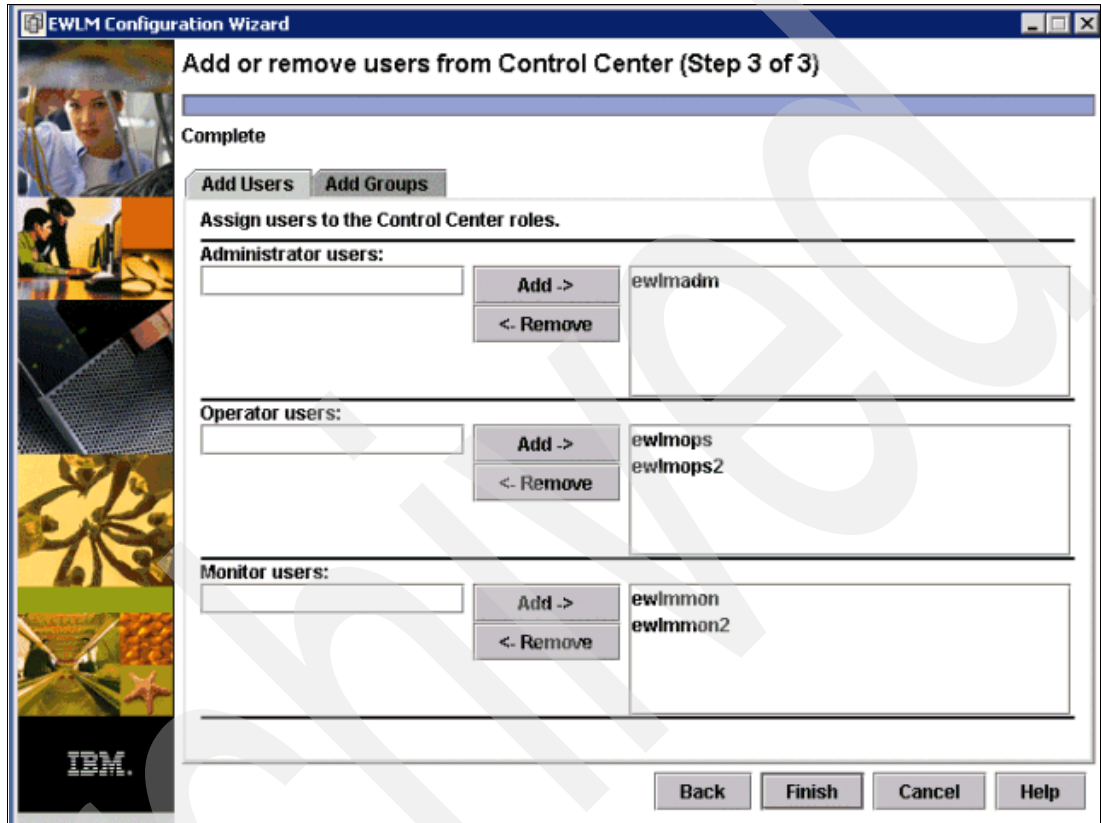 EWLM Configuration Wizard
Add or remove users from Control Center (Step 3 of 3)
Complete
Add Users Add Groups
Assign users to the Control Center roles.
Administrator users:
Add -> ewlmadm
<- Remove
Operator users:
Add -> ewlmops
ewlmops2
<- Remove
Monitor users:
Add -> ewlmmon
ewlmmon2
<- Remove
IBM.
Back Finish Cancel Help